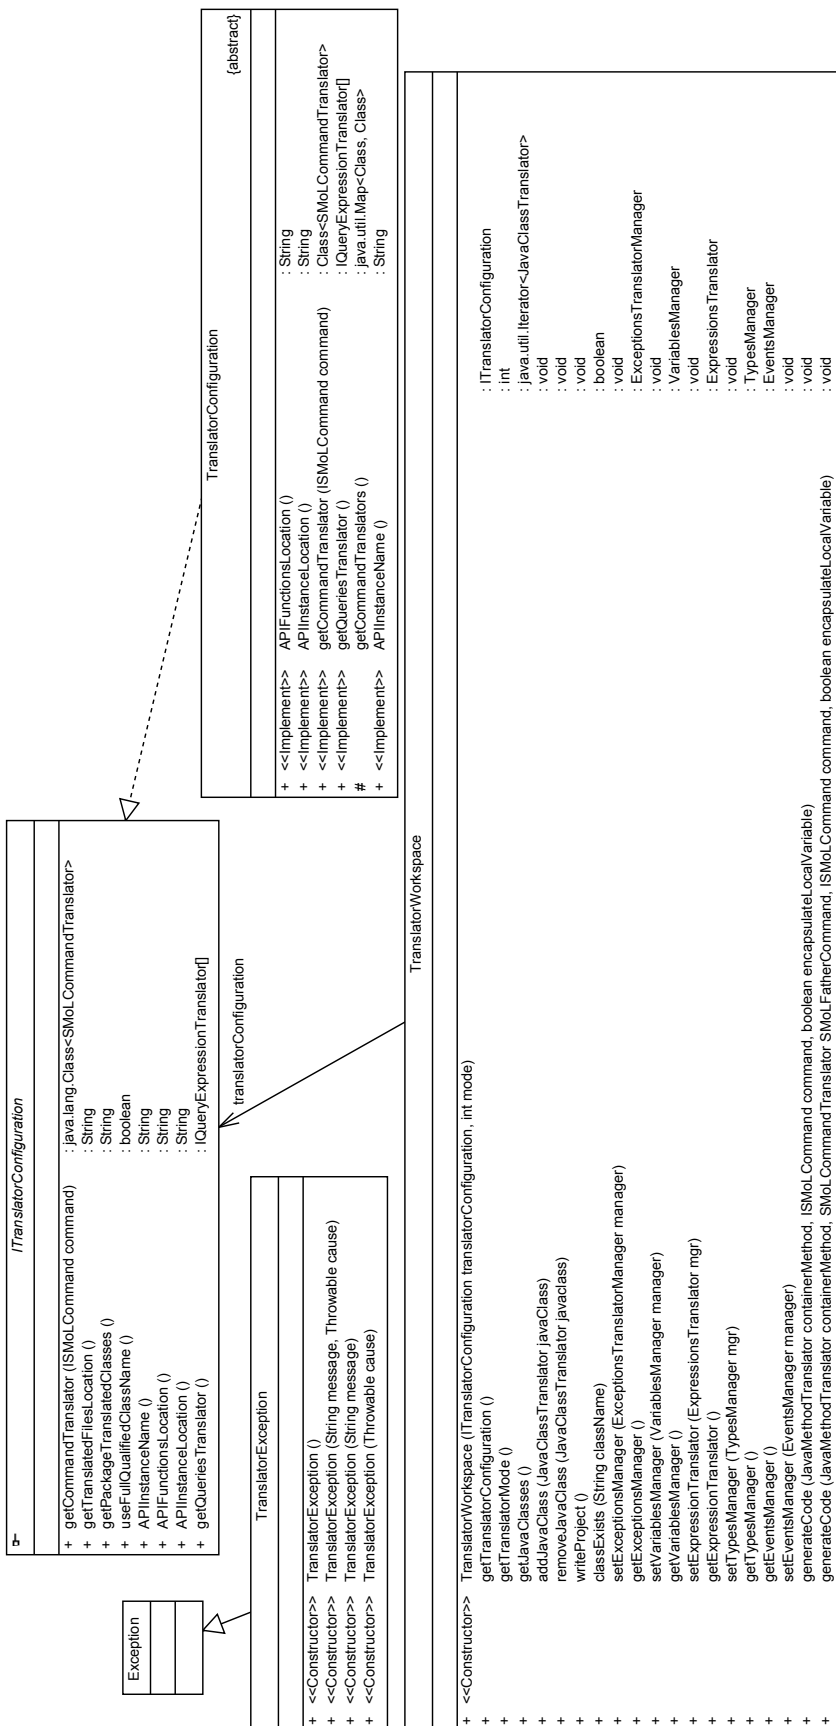 ITranslatorConfiguration
+ getCommandTranslator (ISMoLCommand command) : java.lang.Class<SMoLCommandTranslator>
+ getTranslatedFilesLocation () : String
+ getPackageTranslatedClasses () : String
+ useFullQualifiedClassName () : boolean
+ APIInstanceName () : String
+ APIFunctionsLocation () : String
+ APIInstanceLocation () : String
+ getQueriesTranslator () : IQueryExpressionTranslator[]
translatorConfiguration
TranslatorConfiguration
{abstract}
+ <<Implement>> APIFunctionsLocation () : String
+ <<Implement>> APIInstanceLocation () : String
+ <<Implement>> getCommandTranslator (ISMoLCommand command) : Class<SMoLCommandTranslator>
+ <<Implement>> getQueriesTranslator () : IQueryExpressionTranslator[]
# getCommandTranslators () : java.util.Map<Class, Class>
+ <<Implement>> APIInstanceName () : String
Exception
TranslatorException
+ <<Constructor>> TranslatorException ()
+ <<Constructor>> TranslatorException (String message, Throwable cause)
+ <<Constructor>> TranslatorException (String message)
+ <<Constructor>> TranslatorException (Throwable cause)
TranslatorWorkspace
+ <<Constructor>> TranslatorWorkspace (ITranslatorConfiguration translatorConfiguration, int mode)
+ getTranslatorConfiguration () : ITranslatorConfiguration
+ getTranslatorMode () : int
+ getJavaClasses () : java.util.Iterator<JavaClassTranslator>
+ addJavaClass (JavaClassTranslator javaClass) : void
+ removeJavaClass (JavaClassTranslator javaclass) : void
+ writeProject () : void
+ classExists (String className) : boolean
+ setExceptionsManager (ExceptionsTranslatorManager manager) : void
+ getExceptionsManager () : ExceptionsTranslatorManager
+ setVariablesManager (VariablesManager manager) : void
+ getVariablesManager () : VariablesManager
+ setExpressionTranslator (ExpressionsTranslator mgr) : void
+ getExpressionTranslator () : ExpressionsTranslator
+ setTypesManager (TypesManager mgr) : void
+ getTypesManager () : TypesManager
+ getEventsManager () : EventsManager
+ setEventsManager (EventsManager manager) : void
+ generateCode (JavaMethodTranslator containerMethod, ISMoLCommand command, boolean encapsulateLocalVariable) : void
+ generateCode (JavaMethodTranslator containerMethod, SMoLCommandTranslator SMoLFatherCommand, ISMoLCommand command, boolean encapsulateLocalVariable) : void